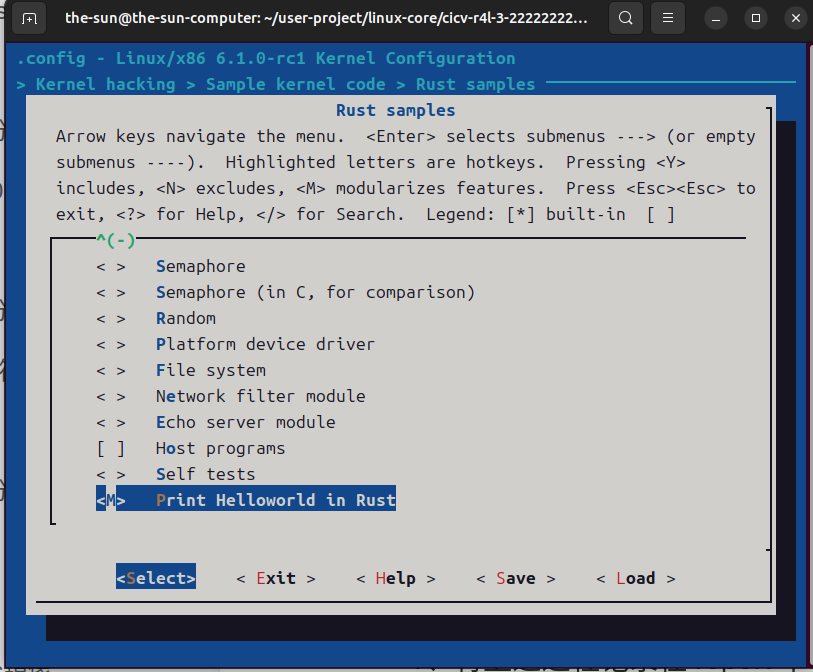 the-sun@the-sun-computer: ~/user-project/linux-core/cicv-r4l-3-22222222...
.config - Linux/x86 6.1.0-rc1 Kernel Configuration
> Kernel hacking > Sample kernel code > Rust samples
Rust samples
Arrow keys navigate the menu.  <Enter> selects submenus ---> (or empty
submenus ----).  Highlighted letters are hotkeys.  Pressing <Y>
includes, <N> excludes, <M> modularizes features.  Press <Esc><Esc> to
exit, <?> for Help, </> for Search.  Legend: [*] built-in  [ ]
^(-)
< >   Semaphore
< >   Semaphore (in C, for comparison)
< >   Random
< >   Platform device driver
< >   File system
< >   Network filter module
< >   Echo server module
[ ]   Host programs
< >   Self tests
<M>   Print Helloworld in Rust
<Select>    < Exit >    < Help >    < Save >    < Load >